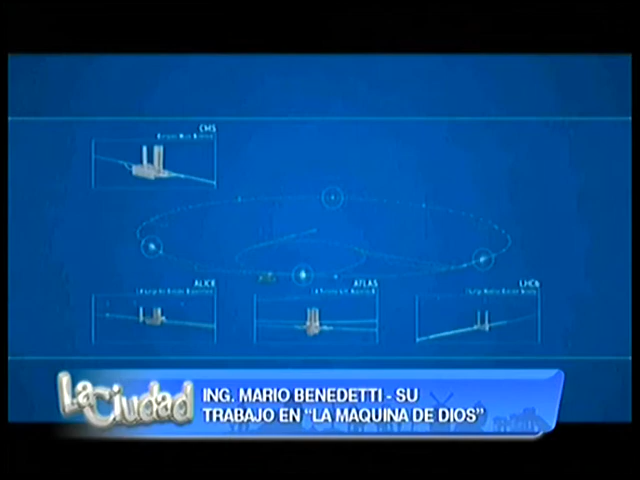 CMS
ALICE
ATLAS
LHCb
La Ciudad
ING. MARIO BENEDETTI - SU
TRABAJO EN "LA MAQUINA DE DIOS"